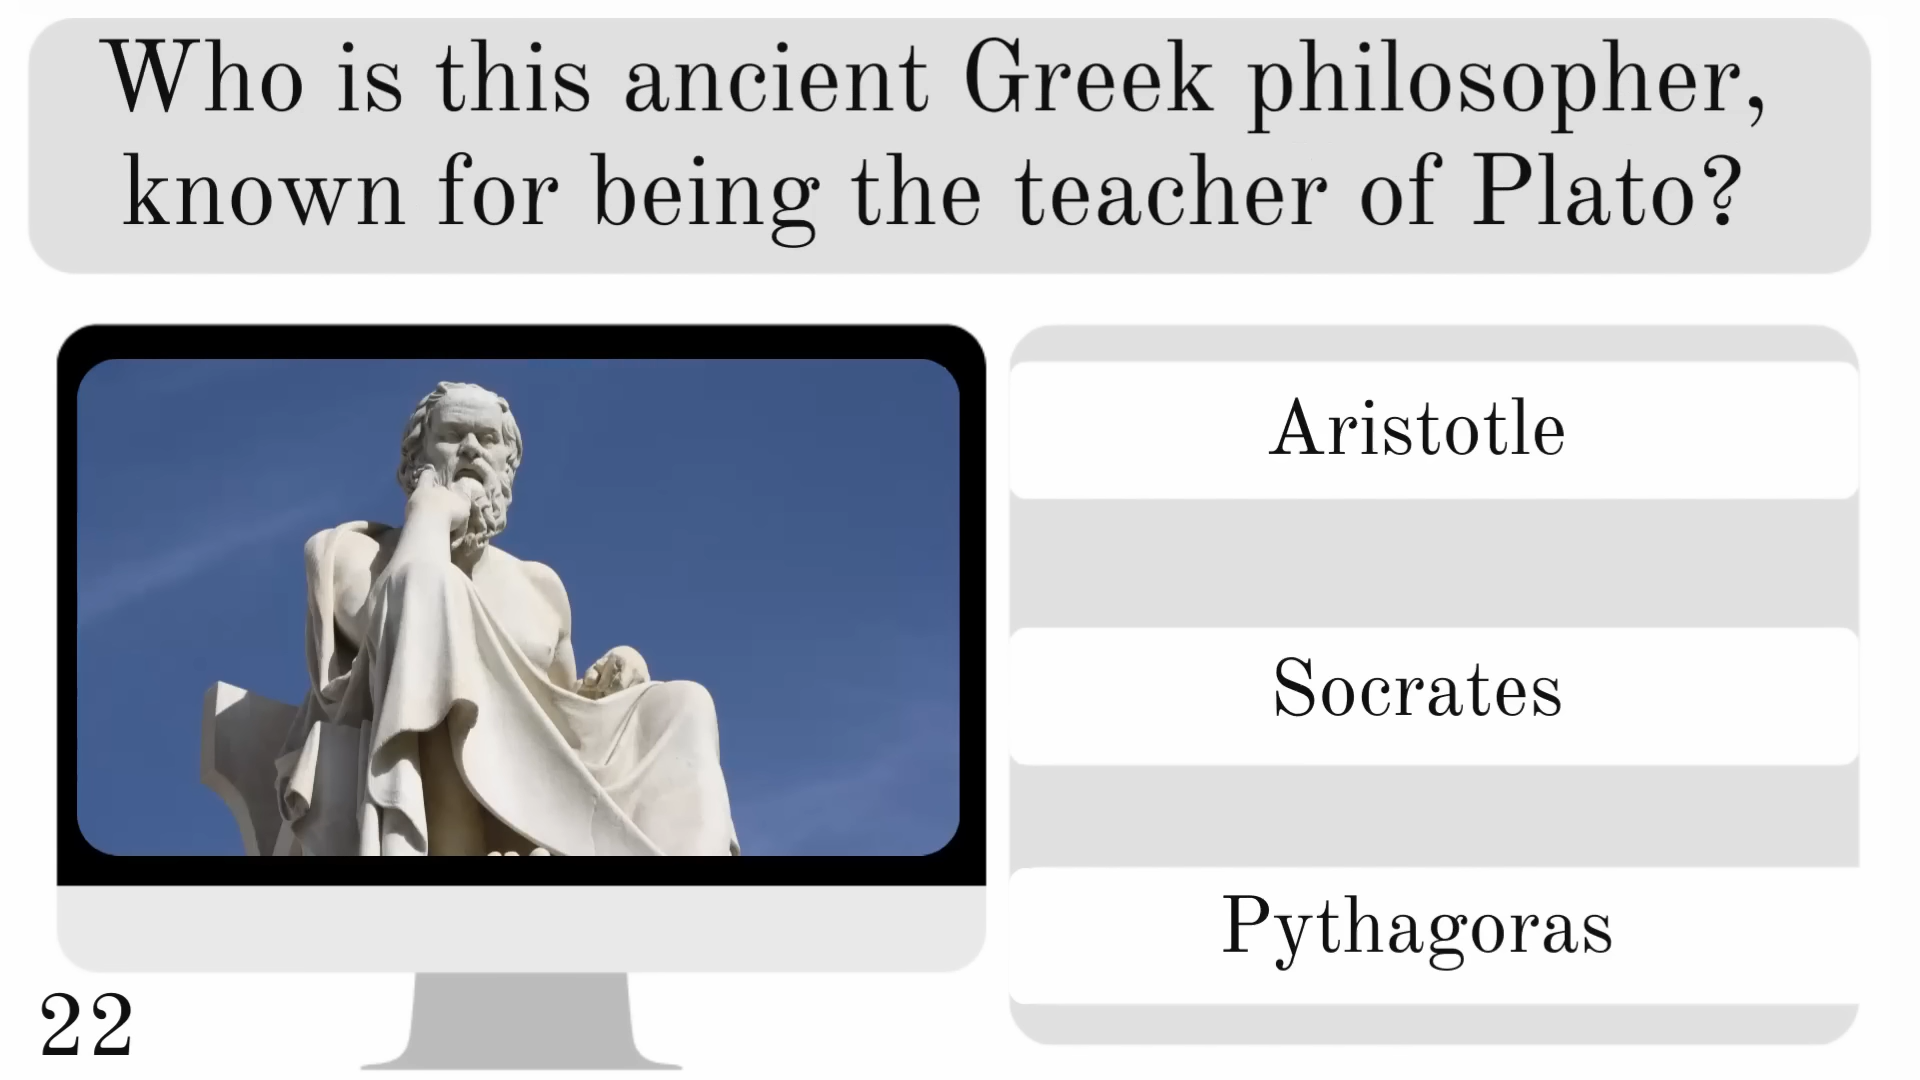 Who is this ancient Greek philosopher,
known for being the teacher of Plato?
Aristotle
Socrates
Pythagoras
22